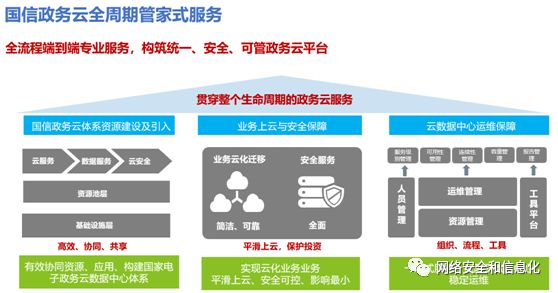 国信政务云全周期管家式服务
全流程端到端专业服务，构筑统一、安全、可管政务云平台
贯穿整个生命周期的政务云服务
国信政务云体系资源建设及引入
云服务
数据服务
云安全
资源池层
基础设施层
高效、协同、共享
有效协同资源、应用、构建国家电
子政务云数据中心体系
业务上云与安全保障
业务云化迁移
安全服务
简洁、可靠
全面
平滑上云，保护投资
实现云化业务业务
平滑上云、安全可控、影响最小
云数据中心运维保障
服务级
别管理
可用性
管理
连续性
管理
容量管
理
报告管
理
人员管理
运维管理
资源管理
工具平台
组织、流程、工具
稳定运维
网络安全和信息化